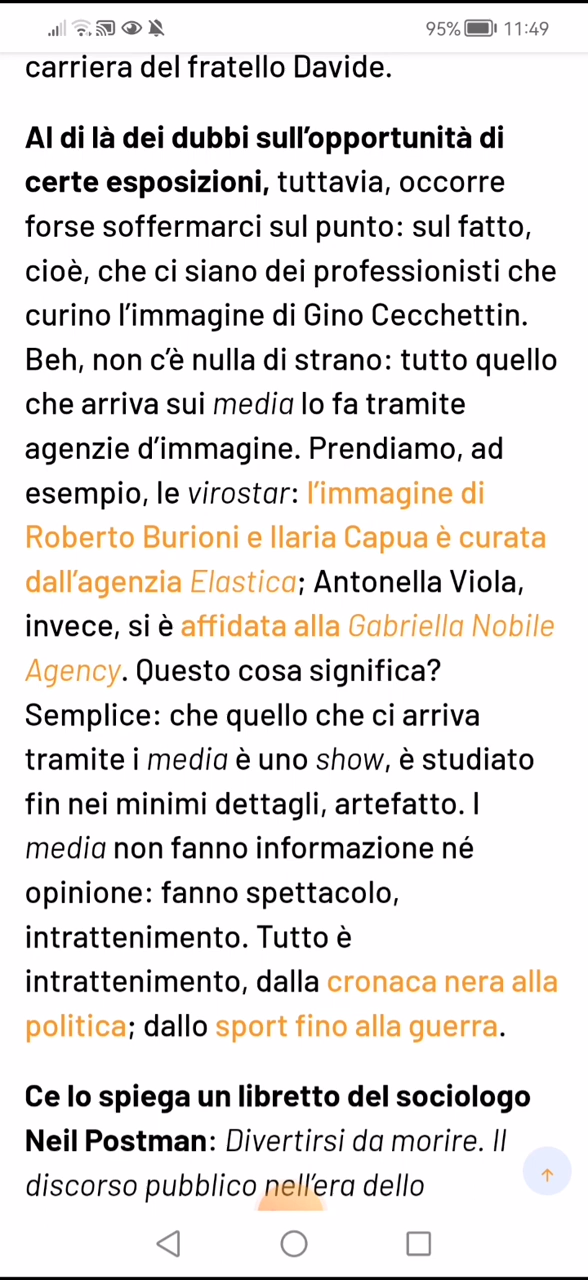 95% 11:49
carriera del fratello Davide.
Al di là dei dubbi sull'opportunità di
certe esposizioni, tuttavia, occorre
forse soffermarci sul punto: sul fatto,
cioè, che ci siano dei professionisti che
curino l'immagine di Gino Cecchettin.
Beh, non c'è nulla di strano: tutto quello
che arriva sui media lo fa tramite
agenzie d'immagine. Prendiamo, ad
esempio, le virostar: l'immagine di
Roberto Burioni e Ilaria Capua è curata
dall'agenzia Elastica; Antonella Viola,
invece, si è affidata alla Gabriella Nobile
Agency. Questo cosa significa?
Semplice: che quello che ci arriva
tramite i media è uno show, è studiato
fin nei minimi dettagli, artefatto. I
media non fanno informazione né
opinione: fanno spettacolo,
intrattenimento. Tutto è
intrattenimento, dalla cronaca nera alla
politica; dallo sport fino alla guerra.
Ce lo spiega un libretto del sociologo
Neil Postman: Divertirsi da morire. Il
discorso pubblico nell'era dello